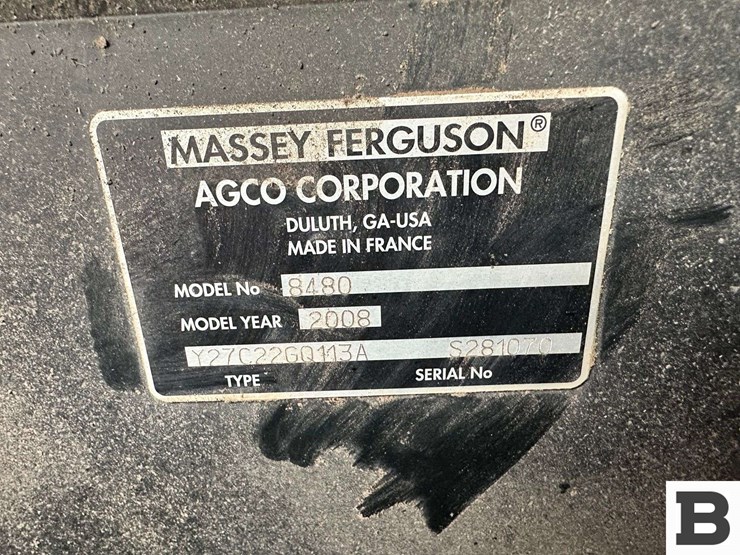 MASSEY FERGUSON®
AGCO CORPORATION
DULUTH, GA-USA
MADE IN FRANCE
MODEL No 8480
MODEL YEAR 2008
Y27C22GQ113A S281070
TYPE SERIAL No
B